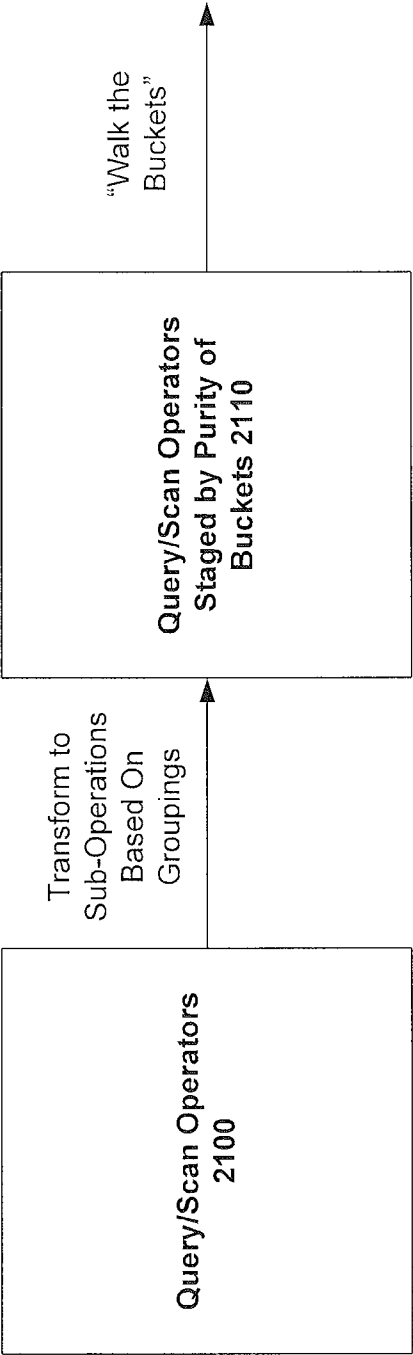 Query/Scan Operators
2100
Transform to
Sub-Operations
Based On
Groupings
Query/Scan Operators
Staged by Purity of
Buckets 2110
“Walk the
Buckets”